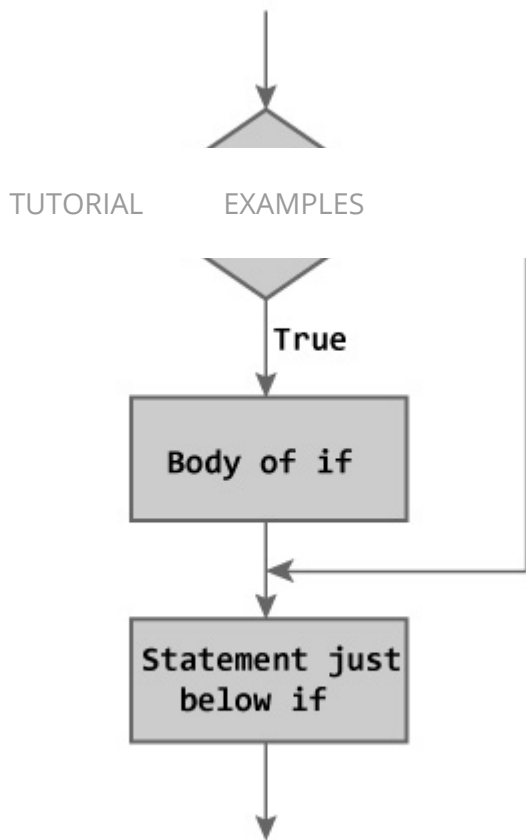 TUTORIAL EXAMPLES
True
Body of if
Statement just
below if